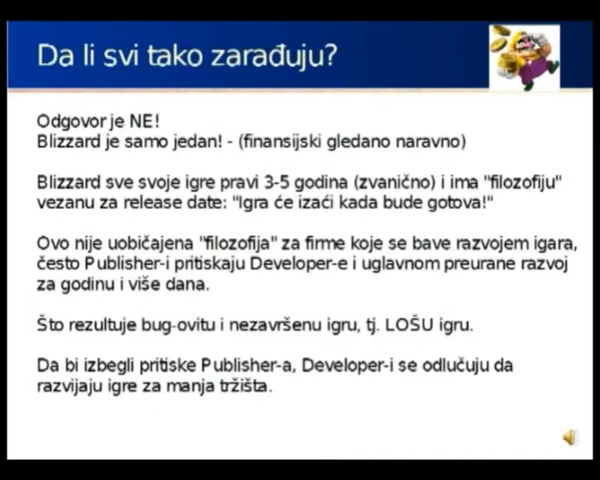 Da li svi tako zarađuju?
Odgovor je NE!
Blizzard je samo jedan! - (finansijski gledano naravno)
Blizzard sve svoje igre pravi 3-5 godina (zvanično) i ima "filozofiju"
vezanu za release date: "Igra će izaći kada bude gotova!"
Ovo nije uobičajena "filozofija" za firme koje se bave razvojem igara,
često Publisher-i pritiskaju Developer-e i uglavnom preurane razvoj
za godinu i više dana.
Što rezultuje bug-ovitu i nezavršenu igru, tj. LOŠU igru.
Da bi izbegli pritiske Publisher-a, Developer-i se odlučuju da
razvijaju igre za manja tržišta.